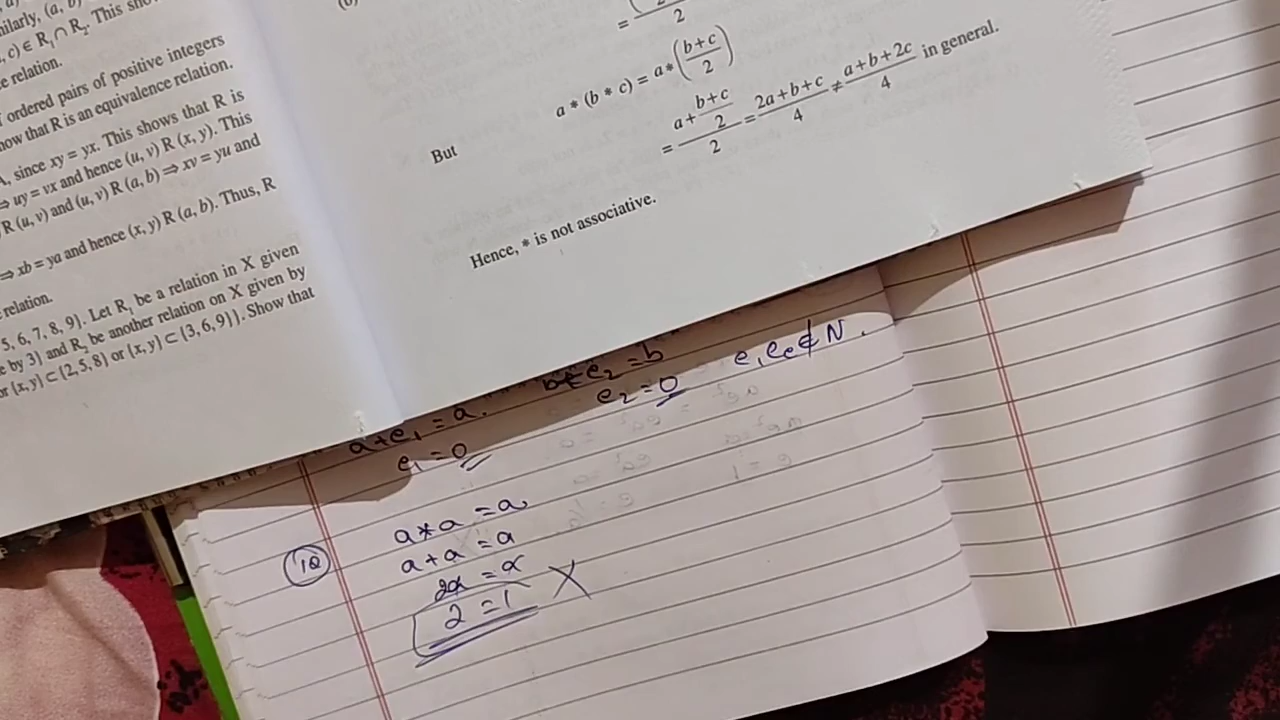 ilarly, (a, b)
c) ∈ R₁∩ R₂. This sho
e relation.
f ordered pairs of positive integers
how that R is an equivalence relation.
A, since xy = yx. This shows that R is
⇒ uy = vx and hence (u, v) R (x, y). This
R (u, v) and (u, v) R (a, b) ⇒ xv = yu and
⇒ xb = ya and hence (x, y) R (a, b). Thus, R
relation.
5, 6, 7, 8, 9}. Let R₁ be a relation in X given
e by 3} and R₂ be another relation on X given by
or {x, y} ⊂ {2, 5, 8} or {x, y} ⊂ {3, 6, 9}}. Show that
But
a * (b * c) = a * ((b+c)/2)
= (a + (b+c)/2)/2 = (2a+b+c)/4 ≠ (a+b+2c)/4 in general.
Hence, * is not associative.
a+e₁ = a.
e₁ = 0
e₂ = b
e₂ = 0
∉ N.
12
a*a = a,
a+a = a
2a = a
2 = 1 X